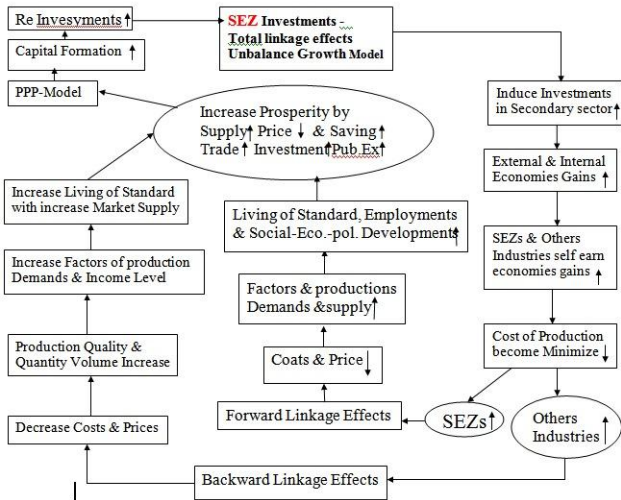 Re Invesyments↑
SEZ Investments -
Total linkage effects
Unbalance Growth Model
Capital Formation ↑
PPP-Model
Induce Investments
in Secondary sector↑
Increase Prosperity by
Supply↑ Price↓ & Saving↑
Trade↑ Investment↑Pub.Ex↑
External & Internal
Economies Gains ↑
Increase Living of Standard
with increase Market Supply
Living of Standard, Employments
& Social-Eco.-pol. Developments↑
SEZs & Others
Industries self earn
economies gains ↑
Increase Factors of production
Demands & Income Level
Factors & productions
Demands &supply↑
Production Quality &
Quantity Volume Increase
Coats & Price↓
Cost of Production
become Minimize ↓
Decrease Costs & Prices
Forward Linkage Effects
SEZs↑
Others
Industries ↑
Backward Linkage Effects